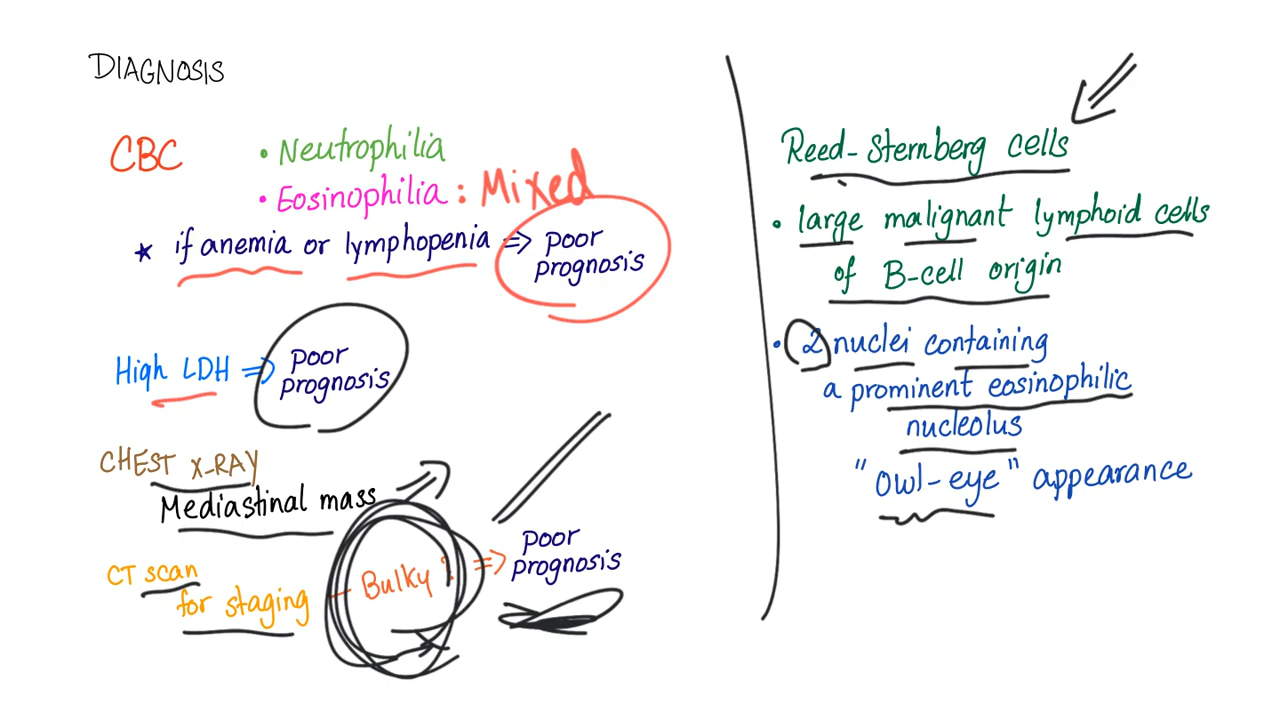 DIAGNOSIS
CBC
• Neutrophilia
• Eosinophilia : Mixed
★ if anemia or lymphopenia => poor
prognosis
High LDH => poor
prognosis
CHEST X-RAY
Mediastinal mass
CT scan
for staging - Bulky ? => poor
prognosis
Reed-Sternberg cells
• large malignant lymphoid cells
of B-cell origin
• 2 nuclei containing
a prominent eosinophilic
nucleolus
"owl-eye" appearance